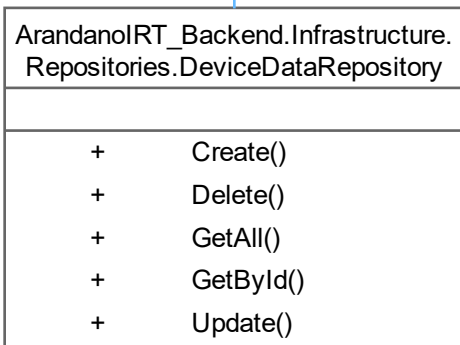 ArandanoIRT_Backend.Infrastructure.
Repositories.DeviceDataRepository
+ Create()
+ Delete()
+ GetAll()
+ GetById()
+ Update()